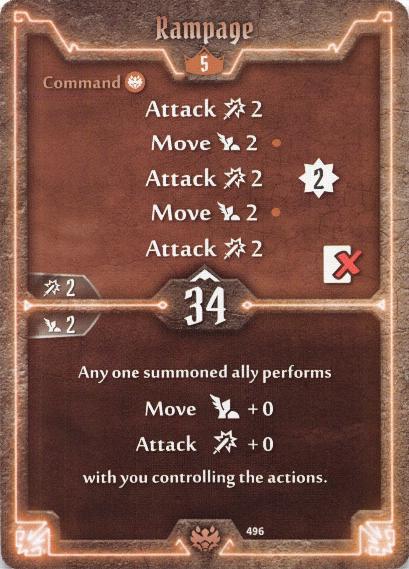 Rampage
5
Command
Attack 2
Move 2
Attack 2
2
Move 2
Attack 2
2
34
2
Any one summoned ally performs
Move +0
Attack +0
with you controlling the actions.
496